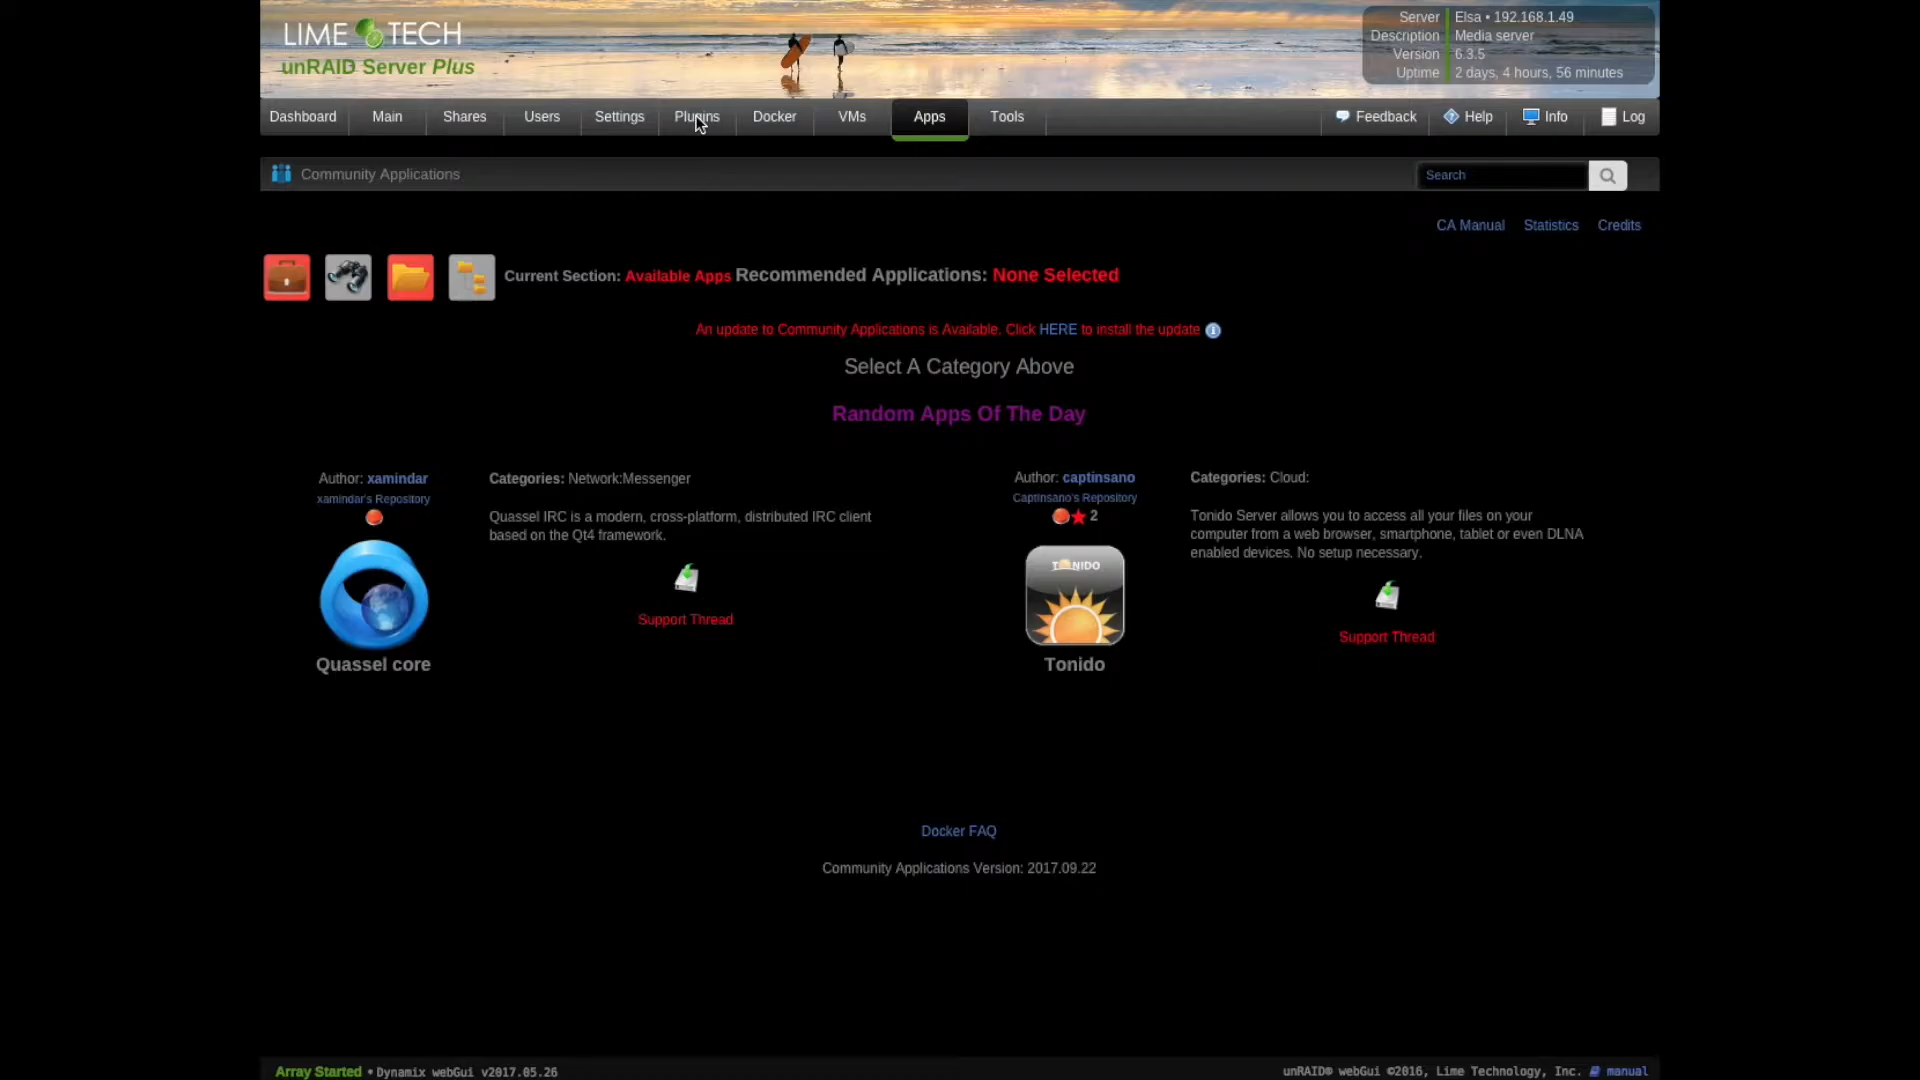 LIME TECH
unRAID Server Plus
Server Elsa • 192.168.1.49
Description Media server
Version 6.3.5
Uptime 2 days, 4 hours, 56 minutes
Dashboard Main Shares Users Settings Plugins Docker VMs Apps Tools Feedback Help Info Log
Community Applications
Search
CA Manual Statistics Credits
Current Section: Available Apps Recommended Applications: None Selected
An update to Community Applications is Available. Click HERE to install the update
Select A Category Above
Random Apps Of The Day
Author: xamindar
xamindar's Repository
Categories: Network:Messenger
Quassel IRC is a modern, cross-platform, distributed IRC client
based on the Qt4 framework.
Support Thread
Quassel core
Author: captinsano
CaptInsano's Repository
2
Categories: Cloud:
Tonido Server allows you to access all your files on your
computer from a web browser, smartphone, tablet or even DLNA
enabled devices. No setup necessary.
Support Thread
TONIDO
Tonido
Docker FAQ
Community Applications Version: 2017.09.22
Array Started • Dynamix webGui v2017.05.26
unRAID® webGui ©2016, Lime Technology, Inc. manual